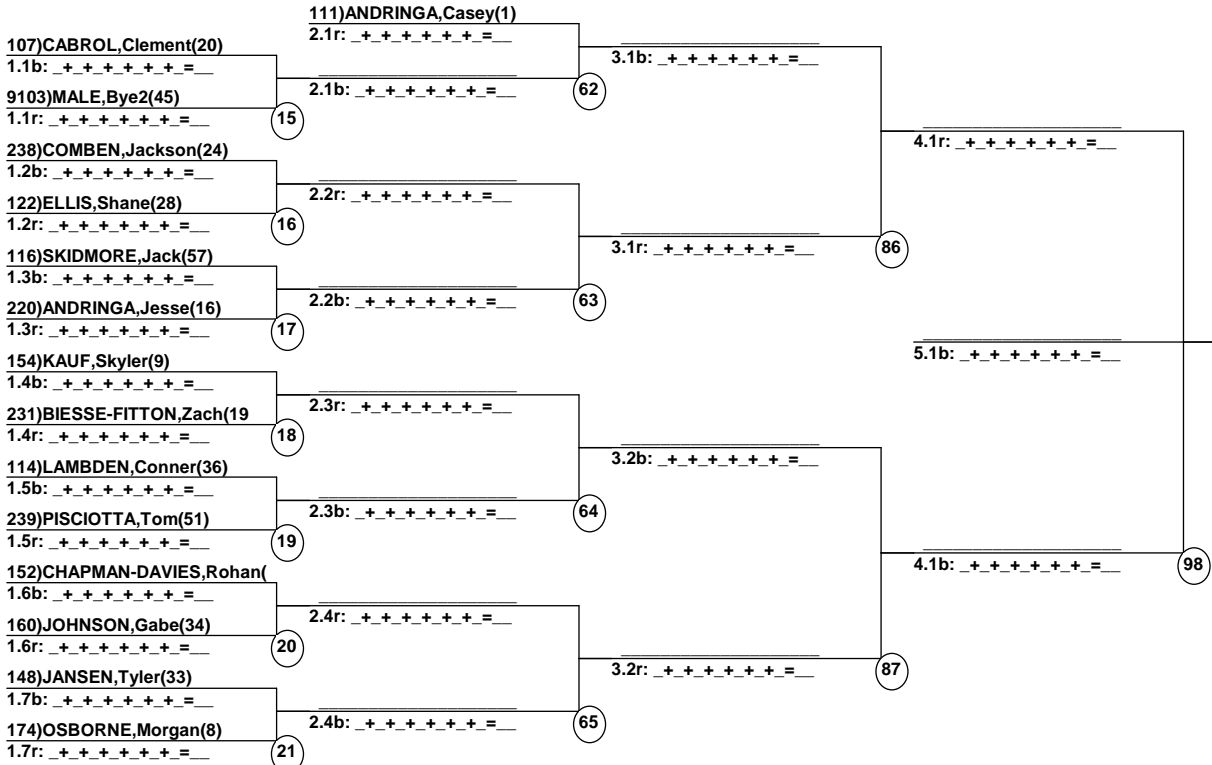 111)ANDRINGA,Casey(1)
2.1r: _+_+_+_+_+_=__
107)CABROL,Clement(20)
1.1b: _+_+_+_+_+_=__
3.1b: _+_+_+_+_+_=__
2.1b: _+_+_+_+_+_=__
62
9103)MALE,Bye2(45)
1.1r: _+_+_+_+_+_=__
15
4.1r: _+_+_+_+_+_=__
238)COMBEN,Jackson(24)
1.2b: _+_+_+_+_+_=__
2.2r: _+_+_+_+_+_=__
122)ELLIS,Shane(28)
1.2r: _+_+_+_+_+_=__
16
3.1r: _+_+_+_+_+_=__
86
116)SKIDMORE,Jack(57)
1.3b: _+_+_+_+_+_=__
2.2b: _+_+_+_+_+_=__
63
220)ANDRINGA,Jesse(16)
1.3r: _+_+_+_+_+_=__
17
5.1b: _+_+_+_+_+_=__
154)KAUF,Skyler(9)
1.4b: _+_+_+_+_+_=__
2.3r: _+_+_+_+_+_=__
231)BIESSE-FITTON,Zach(19
1.4r: _+_+_+_+_+_=__
18
3.2b: _+_+_+_+_+_=__
114)LAMBDEN,Conner(36)
1.5b: _+_+_+_+_+_=__
2.3b: _+_+_+_+_+_=__
64
239)PISCIOTTA,Tom(51)
1.5r: _+_+_+_+_+_=__
19
4.1b: _+_+_+_+_+_=__
98
152)CHAPMAN-DAVIES,Rohan(
1.6b: _+_+_+_+_+_=__
2.4r: _+_+_+_+_+_=__
160)JOHNSON,Gabe(34)
1.6r: _+_+_+_+_+_=__
20
3.2r: _+_+_+_+_+_=__
87
148)JANSEN,Tyler(33)
1.7b: _+_+_+_+_+_=__
2.4b: _+_+_+_+_+_=__
65
174)OSBORNE,Morgan(8)
1.7r: _+_+_+_+_+_=__
21